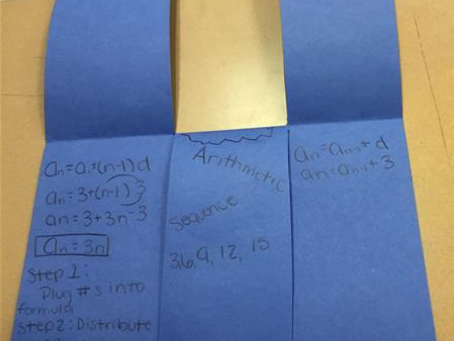 an = a1+(n-1)d
an = 3+(n-1)3
an = 3+3n-3
an = 3n
Step 1:
Plug #s into
formula
Step 2: Distribute
Arithmetic
sequence
3,6,9, 12, 15
an=an-1+d
an=an-1+3